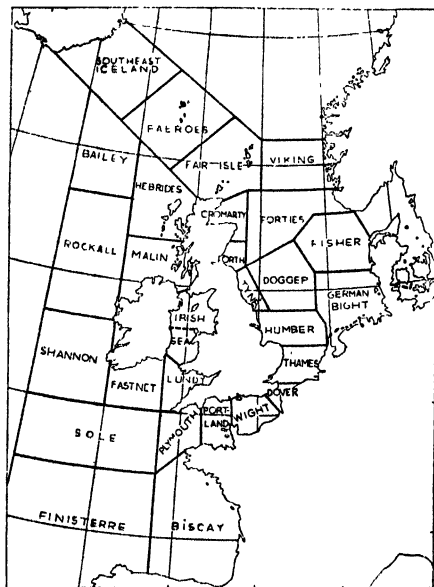 SOUTHEAST
ICELAND
FAEROES
FAIR ISLE
VIKING
BAILEY
HEBRIDES
CROMARTY
FORTIES
FISHER
ROCKALL
MALIN
FORTH
DOGGER
TYNE
GERMAN
BIGHT
IRISH
SEA
HUMBER
SHANNON
THAMES
FASTNET
LUNDY
DOVER
SOLE
PLYMOUTH
PORT-
LAND
WIGHT
FINISTERRE
BISCAY